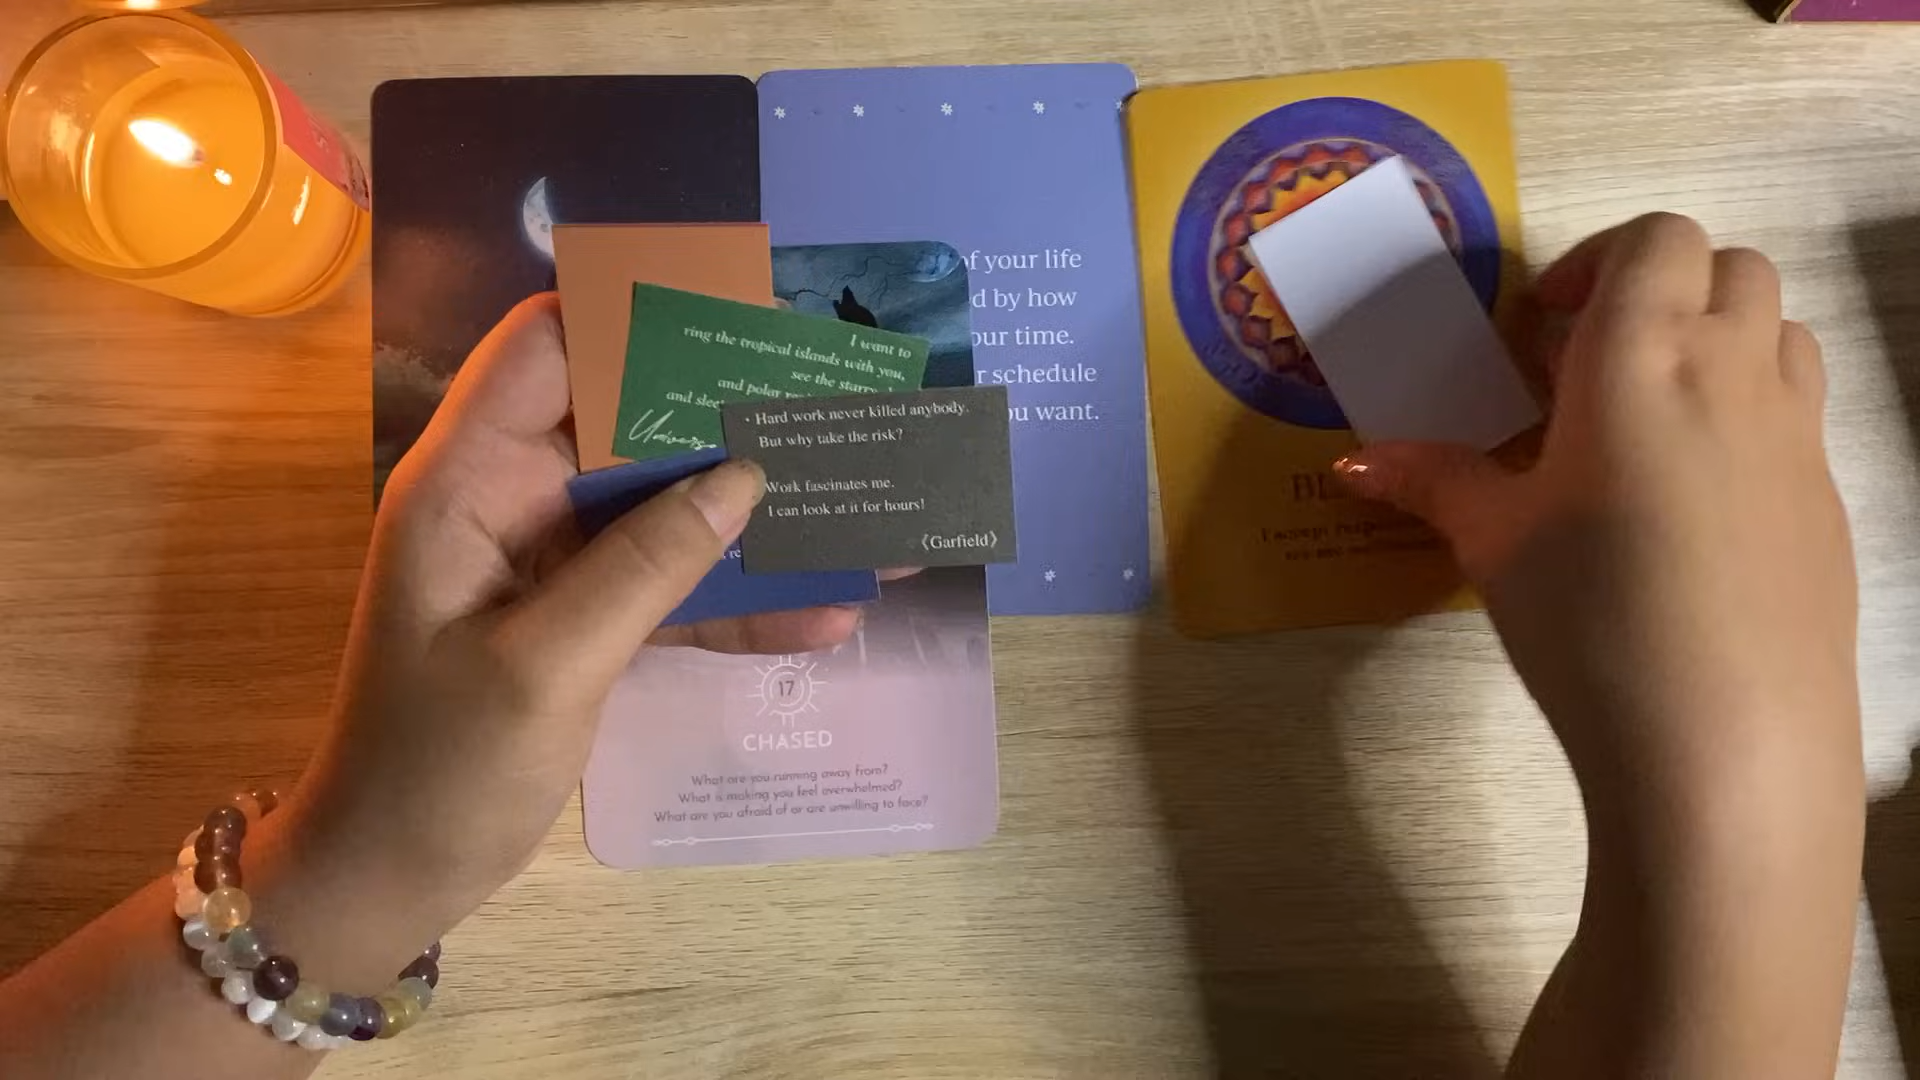 of your life
by how
our time.
schedule
you want.
I want to
ring the tropical islands with you,
see the starry
and polar
and slee
Universe
• Hard work never killed anybody.
But why take the risk?
Work fascinates me.
I can look at it for hours!
《Garfield》
17
CHASED
What are you running away from?
What is making you feel overwhelmed?
What are you afraid of or are unwilling to face?